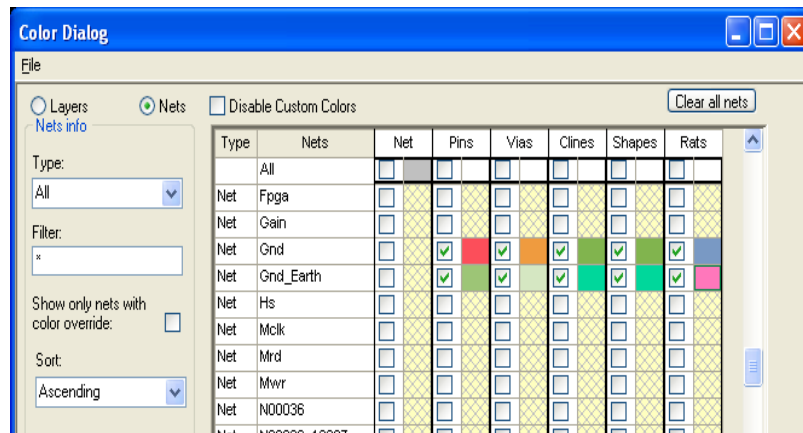 Color Dialog
File
Layers Nets Disable Custom Colors Clear all nets
Nets info
Type Nets Net Pins Vias Clines Shapes Rats
Type:
All
All
Net Fpga
Net Gain
Filter:
*
Net Gnd
Net Gnd_Earth
Show only nets with
color override:
Net Hs
Net Mclk
Sort:
Ascending
Net Mrd
Net Mwr
Net N00036